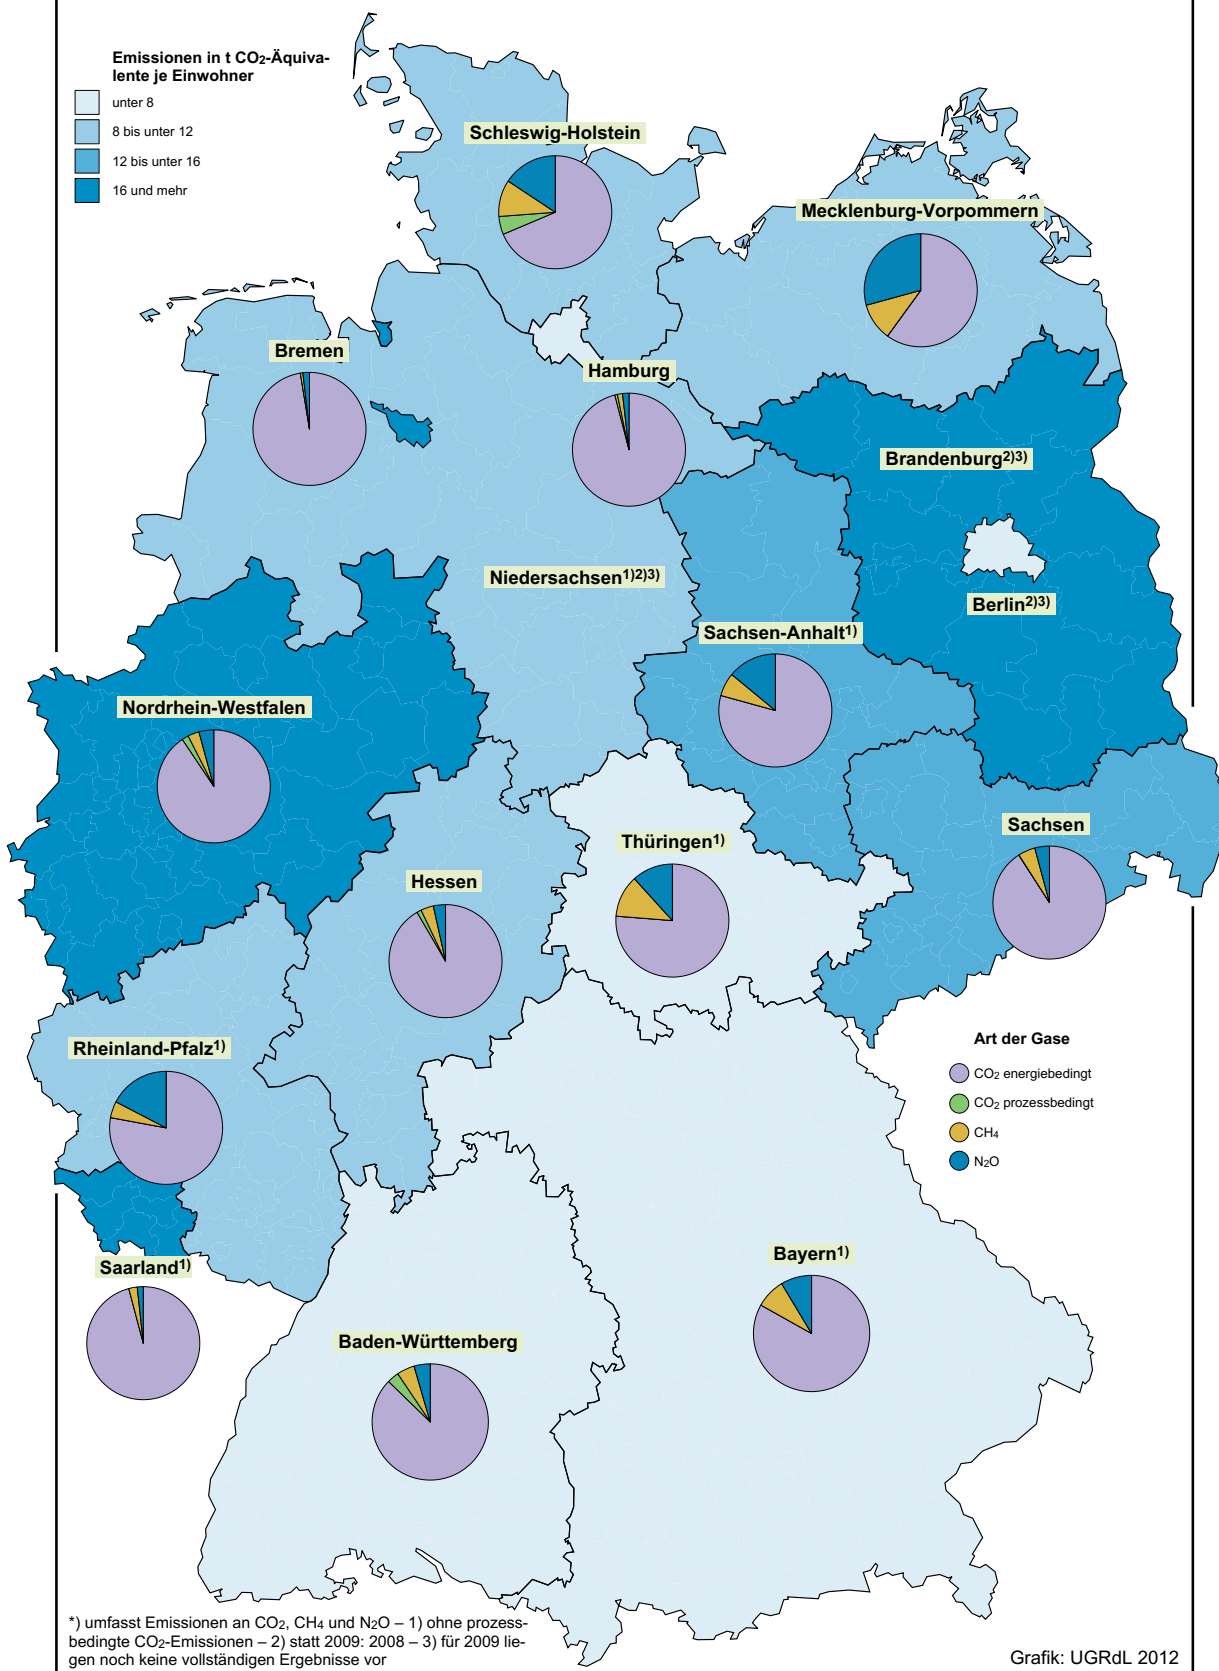 Emissionen in t CO₂-Äquiva-
lente je Einwohner
unter 8
8 bis unter 12
12 bis unter 16
16 und mehr
Schleswig-Holstein
Mecklenburg-Vorpommern
Bremen
Hamburg
Brandenburg2)3)
Niedersachsen1)2)3)
Berlin2)3)
Sachsen-Anhalt1)
Nordrhein-Westfalen
Sachsen
Thüringen1)
Hessen
Art der Gase
CO₂ energiebedingt
CO₂ prozessbedingt
CH₄
N₂O
Rheinland-Pfalz1)
Bayern1)
Saarland1)
Baden-Württemberg
*) umfasst Emissionen an CO₂, CH₄ und N₂O – 1) ohne prozess-
bedingte CO₂-Emissionen – 2) statt 2009: 2008 – 3) für 2009 lie-
gen noch keine vollständigen Ergebnisse vor
Grafik: UGRdL 2012